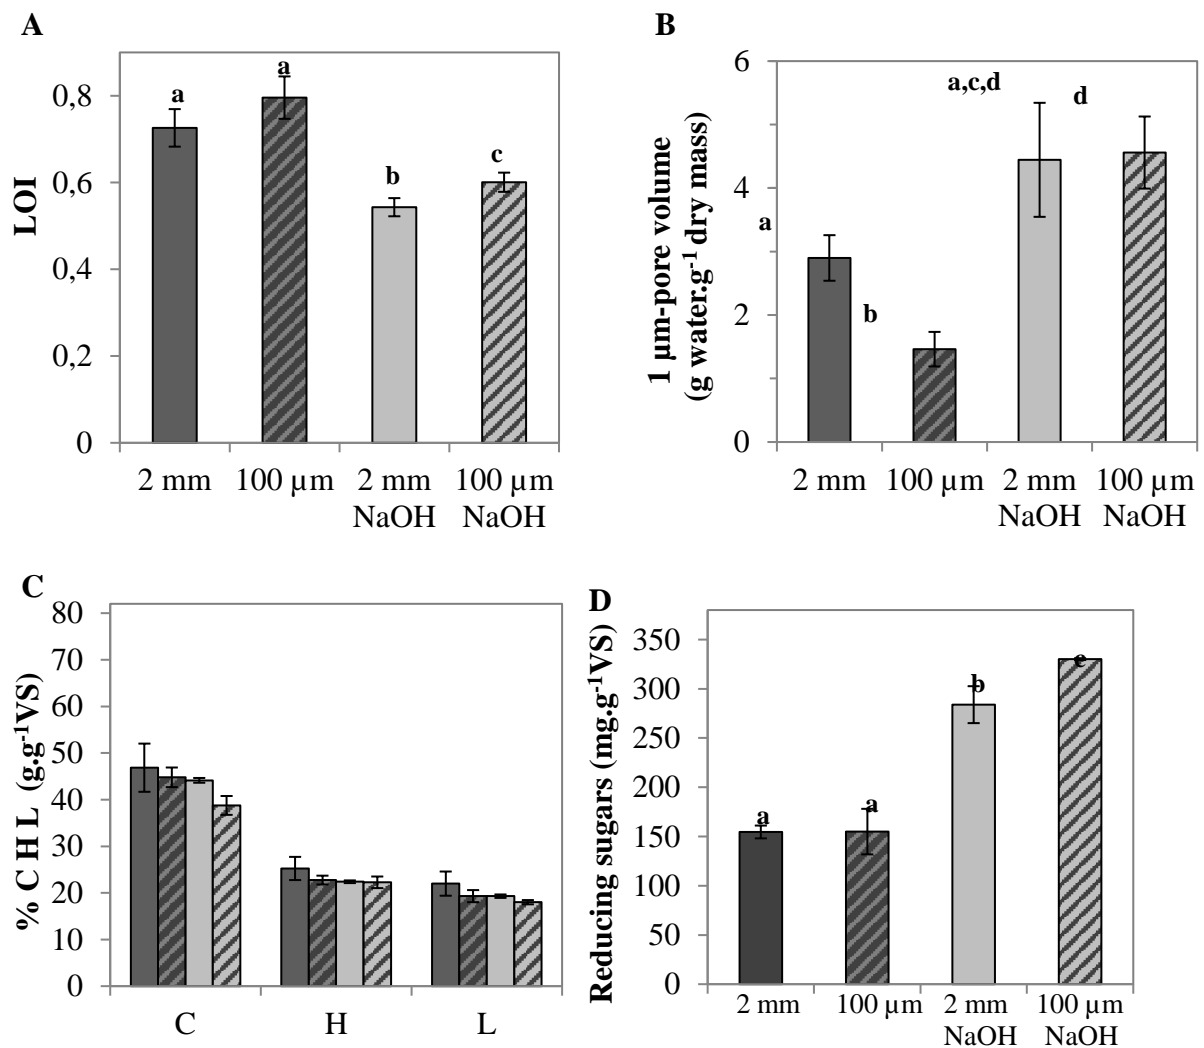 A
LOI
0,8
0,6
0,4
0,2
0
a
a
b
c
2 mm
100 µm
2 mm
NaOH
100 µm
NaOH
B
1 µm-pore volume
(g water.g-1 dry mass)
6
4
2
0
a
b
a,c,d
d
2 mm
100 µm
2 mm
NaOH
100 µm
NaOH
C
% C H L (g.g-1VS)
80
70
60
50
40
30
20
10
0
C
H
L
D
Reducing sugars (mg.g-1VS)
350
300
250
200
150
100
50
0
a
a
b
2 mm
100 µm
2 mm
NaOH
100 µm
NaOH